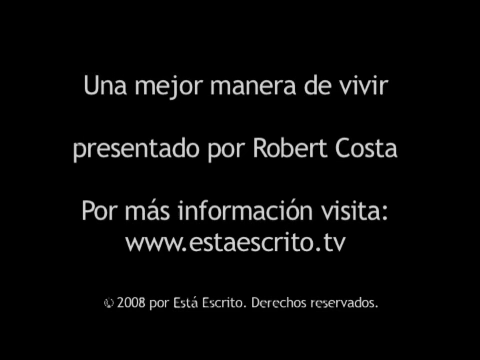 Una mejor manera de vivir
presentado por Robert Costa
Por más información visita:
www.estaescrito.tv
© 2008 por Está Escrito. Derechos reservados.